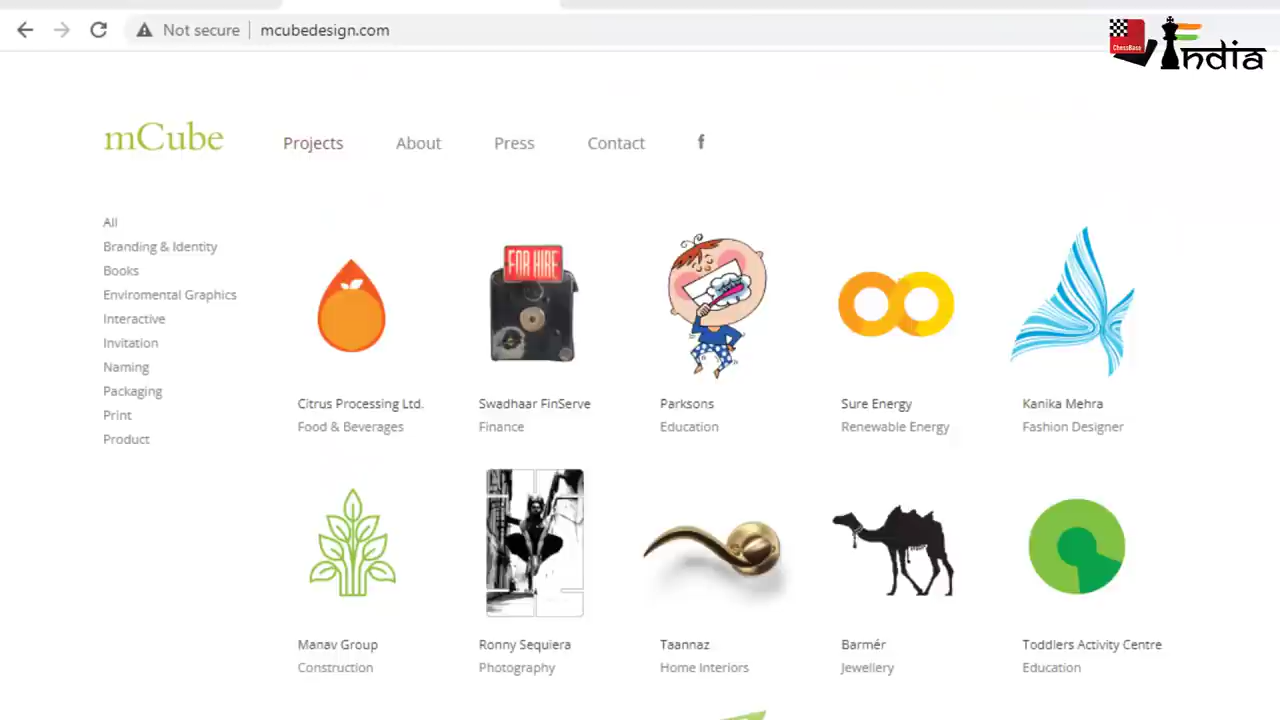 Not secure
mcubedesign.com
ChessBase
India
mCube
Projects
About
Press
Contact
f
All
Branding & Identity
Books
Enviromental Graphics
Interactive
Invitation
Naming
Packaging
Print
Product
FOR HIRE
Citrus Processing Ltd.
Food & Beverages
Swadhaar FinServe
Finance
Parksons
Education
Sure Energy
Renewable Energy
Kanika Mehra
Fashion Designer
Manav Group
Construction
Ronny Sequiera
Photography
Taannaz
Home Interiors
Barmér
Jewellery
Toddlers Activity Centre
Education